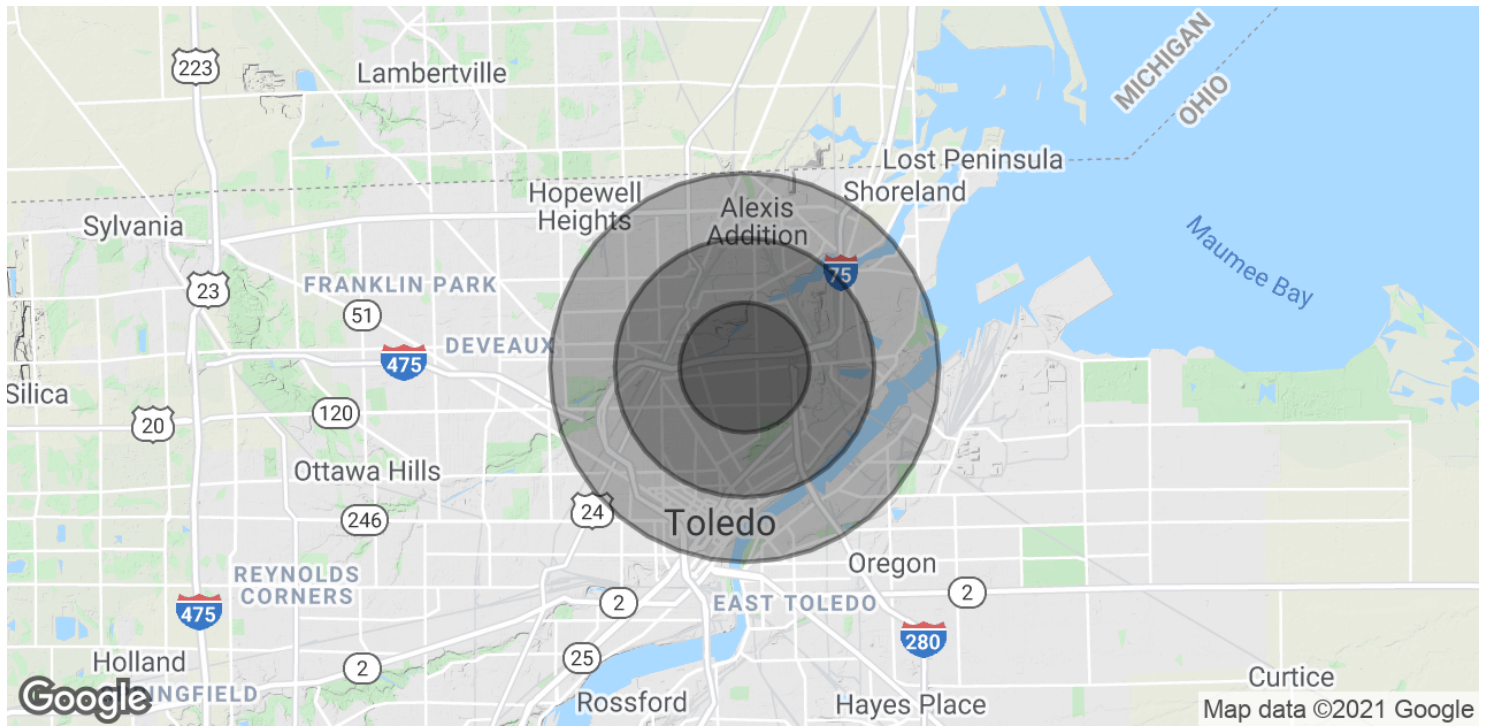 223
Lambertville
MICHIGAN
OHIO
Lost Peninsula
Hopewell
Heights
Alexis
Addition
Shoreland
Sylvania
Maumee Bay
23
FRANKLIN PARK
75
51
DEVEAUX
475
Silica
20
120
Ottawa Hills
24
246
Toledo
Oregon
REYNOLDS
CORNERS
475
2
EAST TOLEDO
2
280
Holland
2
25
Rossford
Hayes Place
Curtice
Google
Map data ©2021 Google